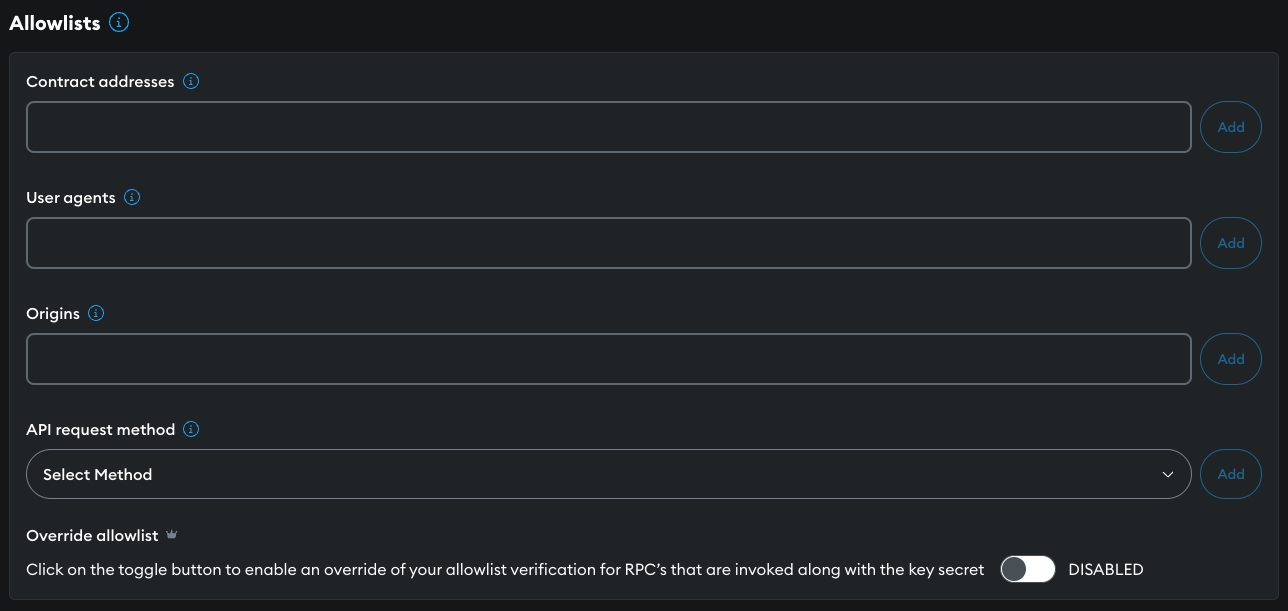 Allowlists
Contract addresses
Add
User agents
Add
Origins
Add
API request method
Select Method
Add
Override allowlist
Click on the toggle button to enable an override of your allowlist verification for RPC’s that are invoked along with the key secret
DISABLED